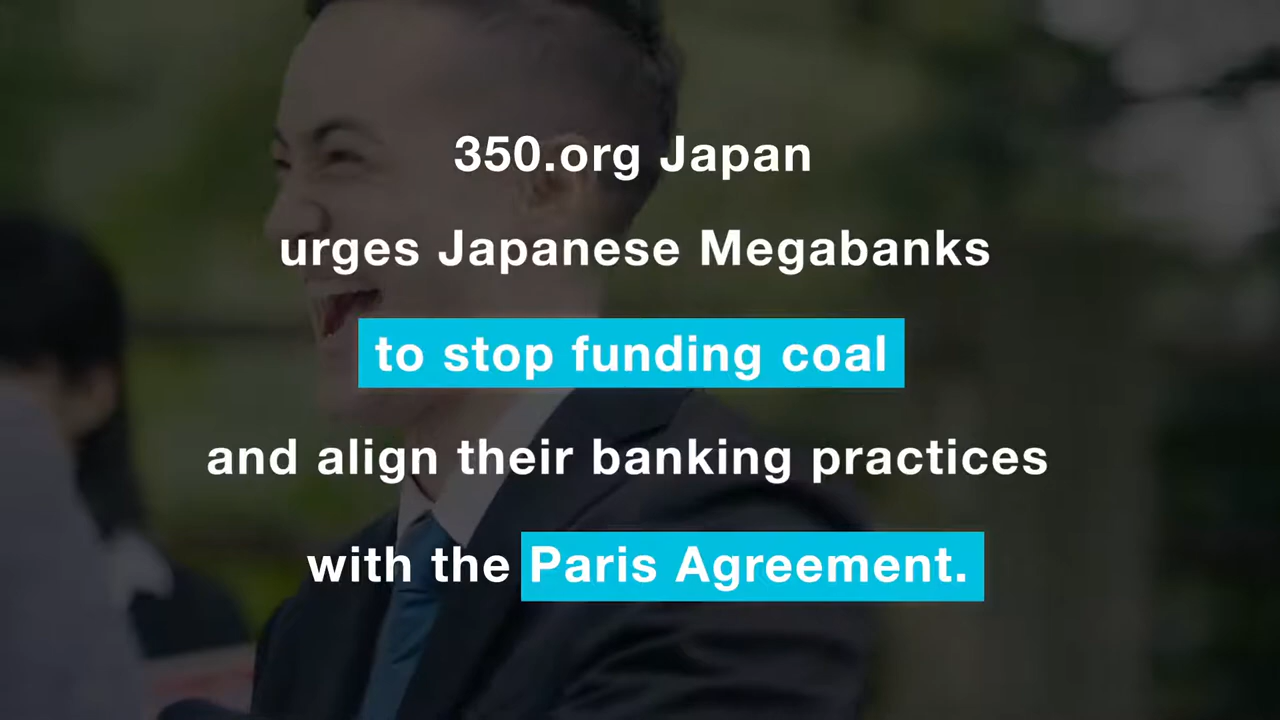 350.org Japan
urges Japanese Megabanks
to stop funding coal
and align their banking practices
with the Paris Agreement.